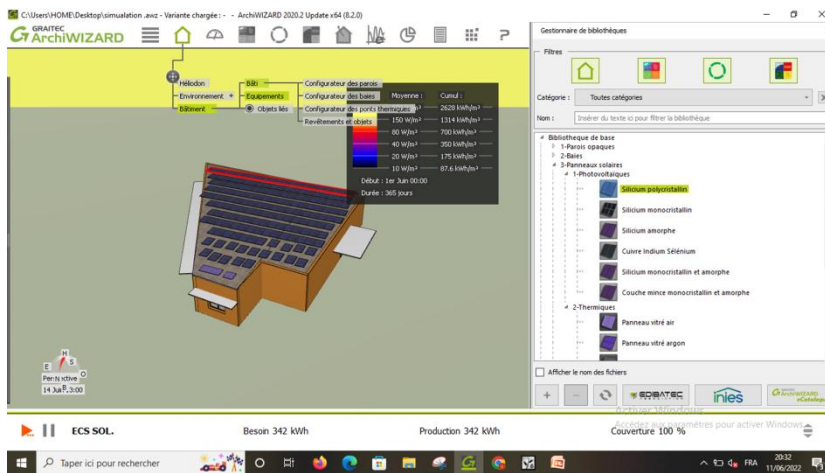 C:\Users\HOME\Desktop\simualation .awz - Variante chargée : - - ArchiWIZARD 2020.2 Update x64 (8.2.0)
GRAITEC
ArchiWIZARD
Héliodon
Environnement +
Bâtiment
Bâti
Equipements
Objets liés
Configurateur des parois
Configurateur des baies
Configurateur des ponts thermiques
Revêtements et objets
Moyenne : Cumul :
2628 kWh/m²
150 W/m² 1314 kWh/m²
80 W/m² 700 kWh/m²
40 W/m² 350 kWh/m²
20 W/m² 175 kWh/m²
10 W/m² 87.6 kWh/m²
Début : 1er Juin 00:00
Durée : 365 jours
H
E S
O
B
14 Jui 3:00
Gestionnaire de bibliothèques
Filtres
Catégorie : Toutes catégories
Nom : Insérer du texte ici pour filtrer la bibliothèque
Bibliotheque de base
1-Parois opaques
2-Baies
3-Panneaux solaires
1-Photovoltaïques
Silicium polycristallin
Silicium monocristallin
Silicium amorphe
Cuivre Indium Sélénium
Silicium monocristallin et amorphe
Couche mince monocristallin et amorphe
2-Thermiques
Panneau vitré air
Panneau vitré argon
Afficher le nom des fichiers
EDIBATEC
inies
ArchiWIZARD
eCatalogue
Activer Windows
Accédez aux paramètres pour activer Windows.
ECS SOL. Besoin 342 kWh Production 342 kWh Couverture 100 %
Taper ici pour rechercher
FRA
20:32
11/06/2022